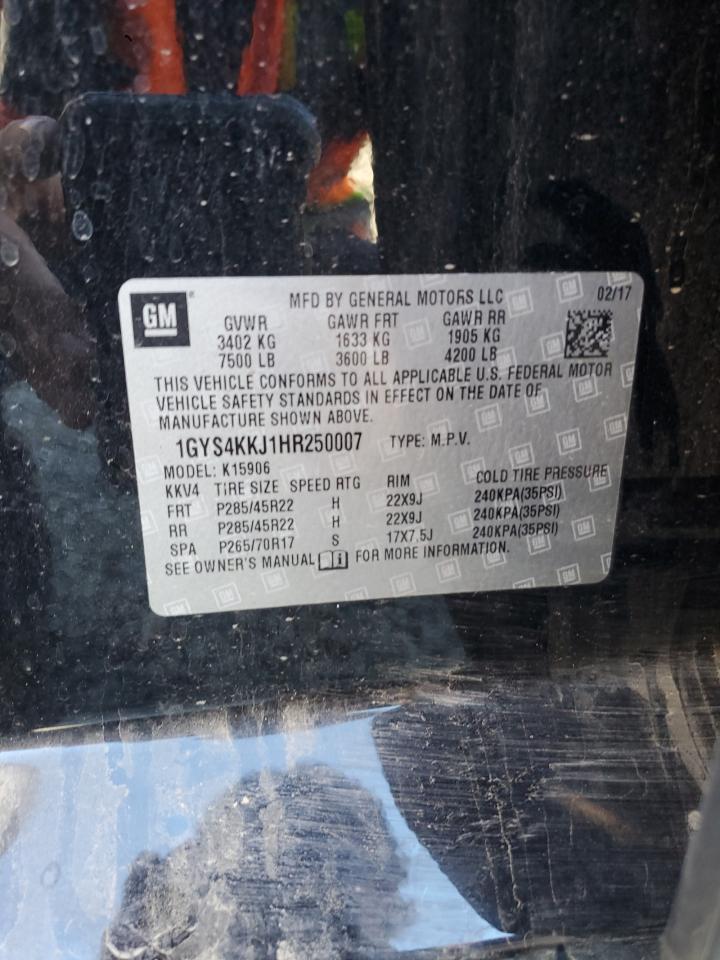 GM
MFD BY GENERAL MOTORS LLC 02/17
GVWR GAWR FRT GAWR RR
3402 KG 1633 KG 1905 KG
7500 LB 3600 LB 4200 LB
THIS VEHICLE CONFORMS TO ALL APPLICABLE U.S. FEDERAL MOTOR
VEHICLE SAFETY STANDARDS IN EFFECT ON THE DATE OF
MANUFACTURE SHOWN ABOVE.
1GYS4KKJ1HR250007 TYPE: M.P.V.
MODEL: K15906
KKV4 TIRE SIZE SPEED RTG RIM COLD TIRE PRESSURE
FRT P285/45R22 H 22X9J 240KPA(35PSI)
RR P285/45R22 H 22X9J 240KPA(35PSI)
SPA P265/70R17 S 17X7.5J 240KPA(35PSI)
SEE OWNER'S MANUAL FOR MORE INFORMATION.